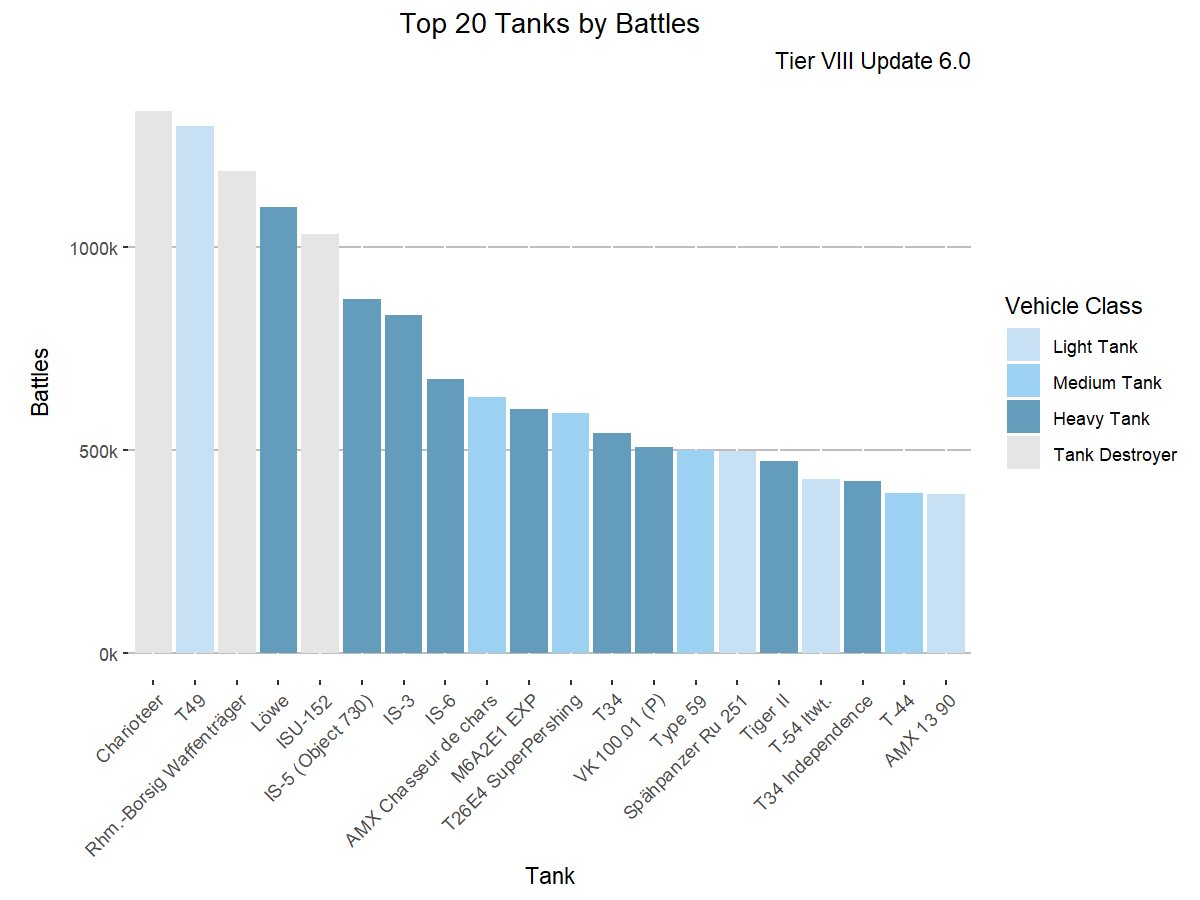 Top 20 Tanks by Battles
Tier VIII Update 6.0
1000k
500k
0k
Battles
Charioteer
T49
Rhm.-Borsig Waffenträger
Löwe
ISU-152
IS-5 (Object 730)
IS-3
IS-6
AMX Chasseur de chars
M6A2E1 EXP
T26E4 SuperPershing
T34
VK 100.01 (P)
Type 59
Spähpanzer Ru 251
Tiger II
T-54 ltwt.
T34 Independence
T-44
AMX 13 90
Tank
Vehicle Class
Light Tank
Medium Tank
Heavy Tank
Tank Destroyer